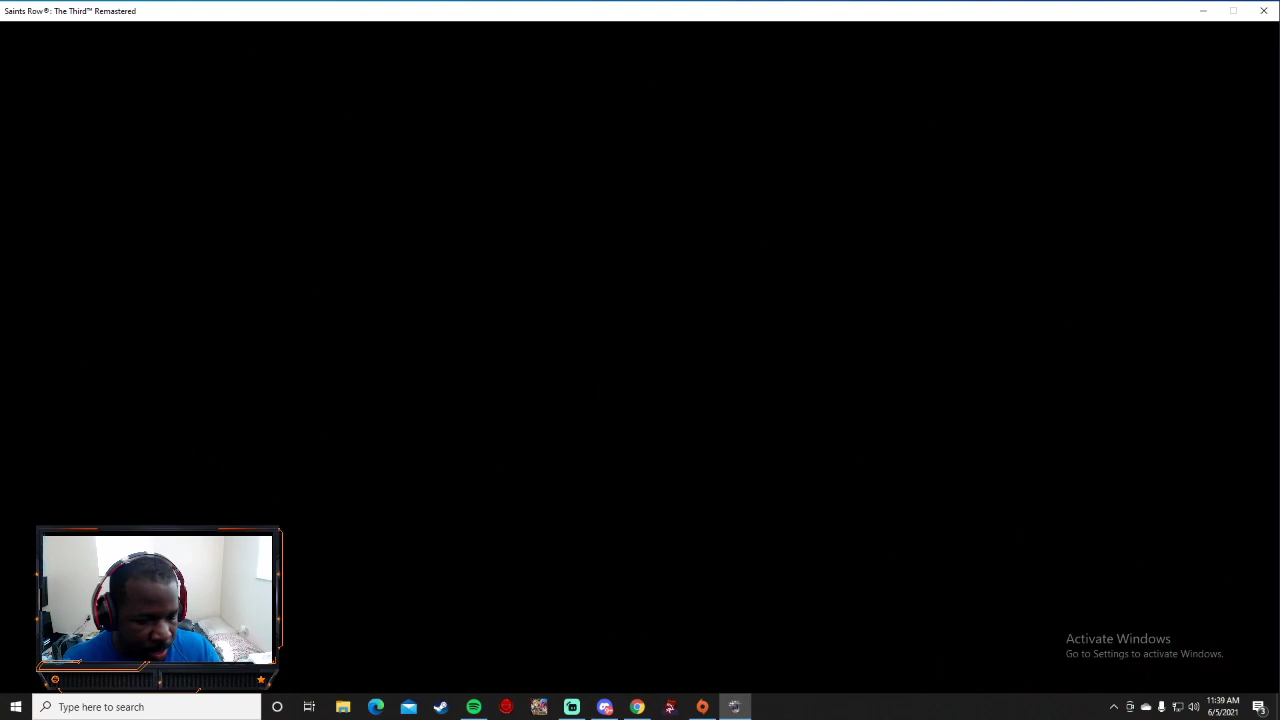 Saints Row®: The Third™ Remastered
Activate Windows
Go to Settings to activate Windows.
Type here to search
11:39 AM
6/5/2021